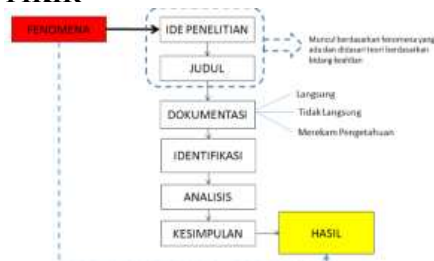 FENOMENA
IDE PENELITIAN
Muncul berdasarkan fenomena yang
ada dan didasari teori berdasarkan
bidang keahlian
JUDUL
Langsung
DOKUMENTASI
Tidak Langsung
Merekam Pengetahuan
IDENTIFIKASI
ANALISIS
KESIMPULAN
HASIL